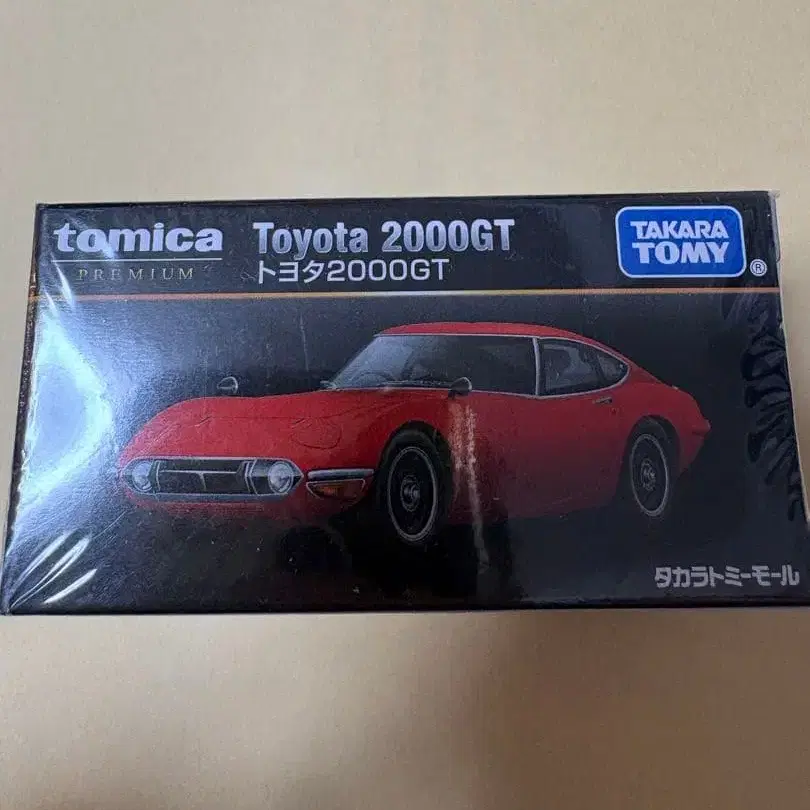 tomica
PREMIUM
Toyota 2000GT
トヨタ2000GT
TAKARA
TOMY
®
タカラトミーモール